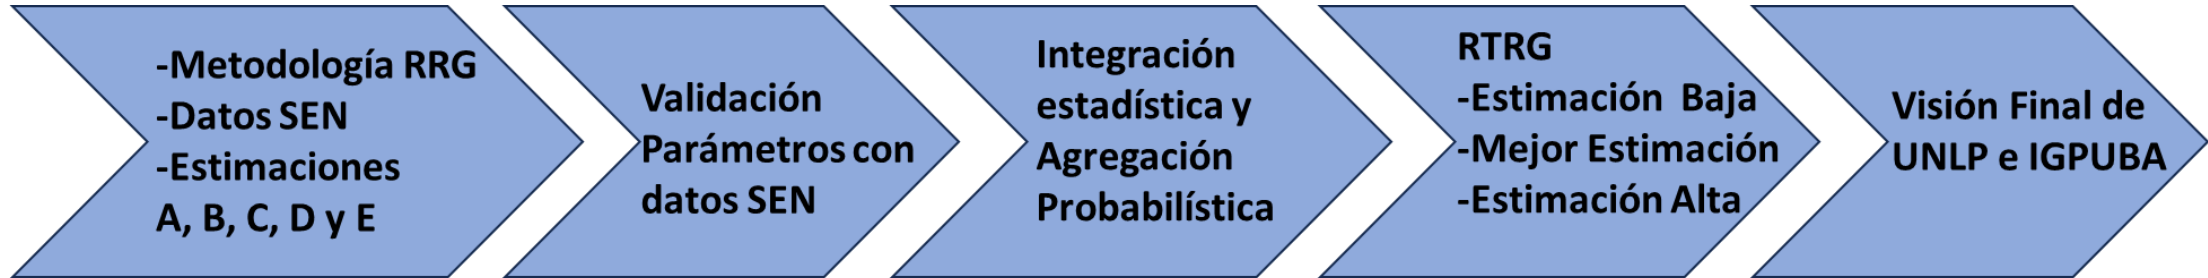 -Metodología RRG
-Datos SEN
-Estimaciones
A, B, C, D y E
Validación
Parámetros con
datos SEN
Integración
estadística y
Agregación
Probabilística
RTRG
-Estimación Baja
-Mejor Estimación
-Estimación Alta
Visión Final de
UNLP e IGPUBA